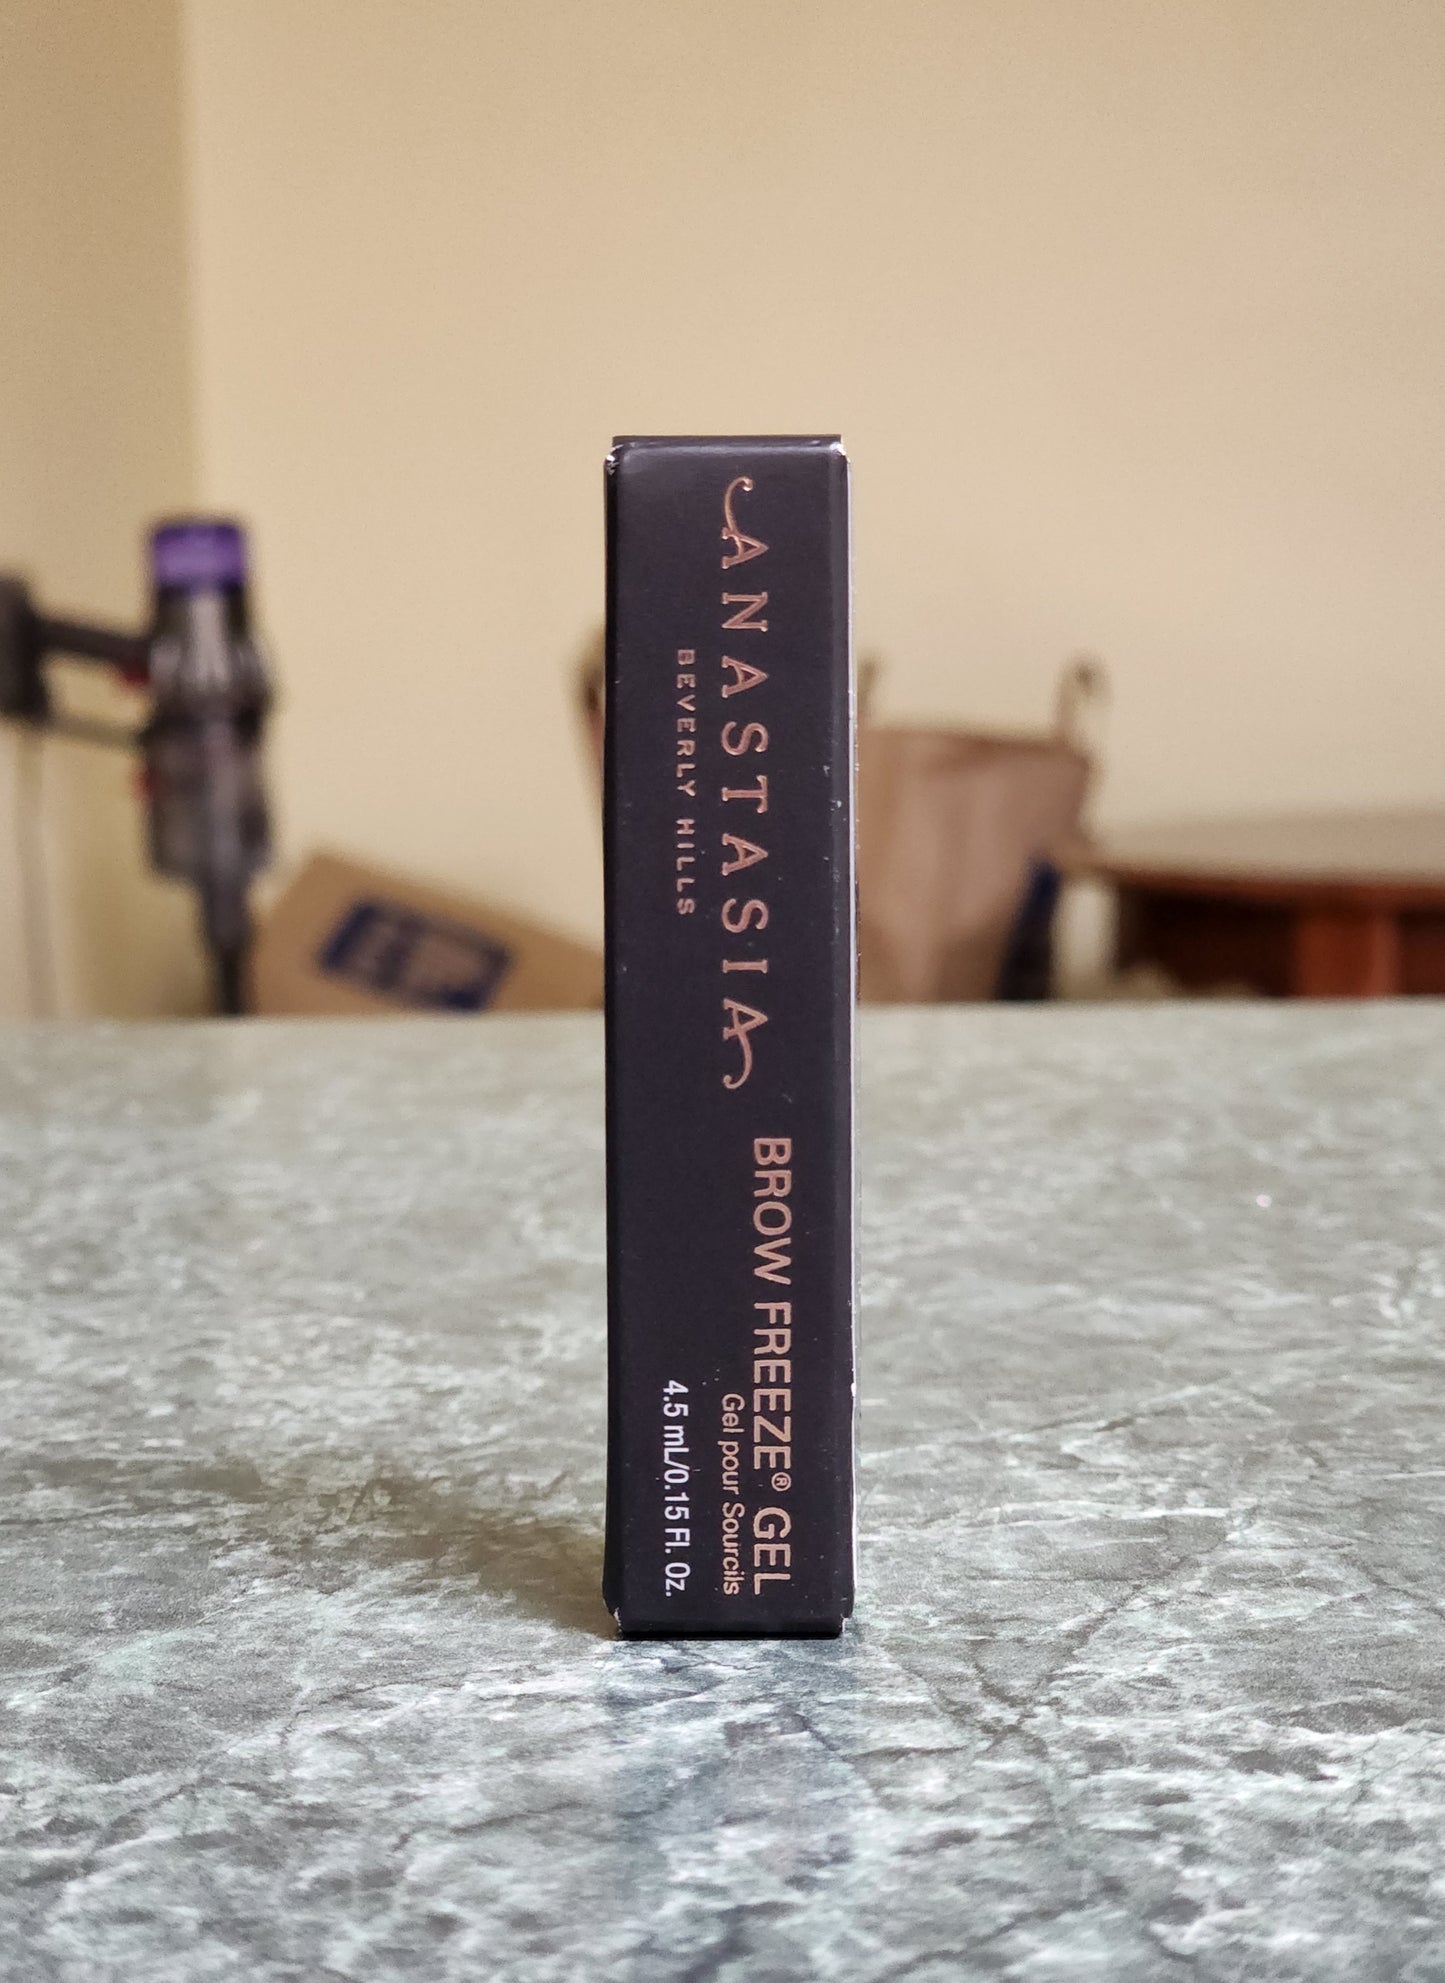 ANASTASIA
BEVERLY HILLS
BROW FREEZE® GEL
Gel pour Sourcils
4.5 mL/0.15 Fl. Oz.